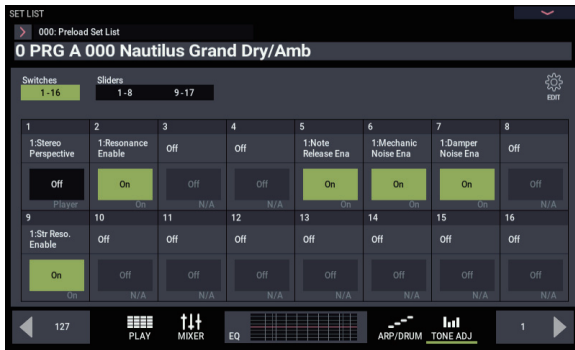 SET LIST
000: Preload Set List
0 PRG A 000 Nautilus Grand Dry/Amb
Switches Sliders
1-16 1-8 9-17
EDIT
1 2 3 4 5 6 7 8
1:Stereo Perspective 1:Resonance Enable Off Off 1:Note Release Ena 1:Mechanic Noise Ena 1:Damper Noise Ena Off
Off On Off Off On On On Off
Player On N/A N/A On On On N/A
9 10 11 12 13 14 15 16
1:Str Reso. Enable Off Off Off Off Off Off Off
On Off Off Off Off Off Off Off
On N/A N/A N/A N/A N/A N/A N/A
127 PLAY MIXER EQ ARP/DRUM TONE ADJ 1